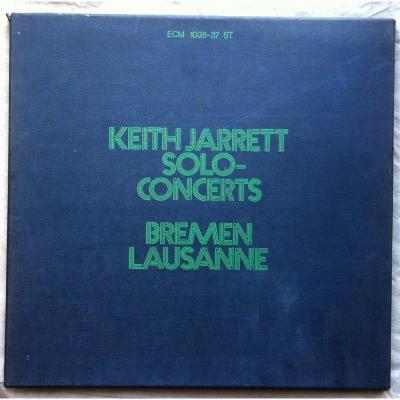 ECM 1035-37 ST
KEITH JARRETT
SOLO-
CONCERTS
BREMEN
LAUSANNE